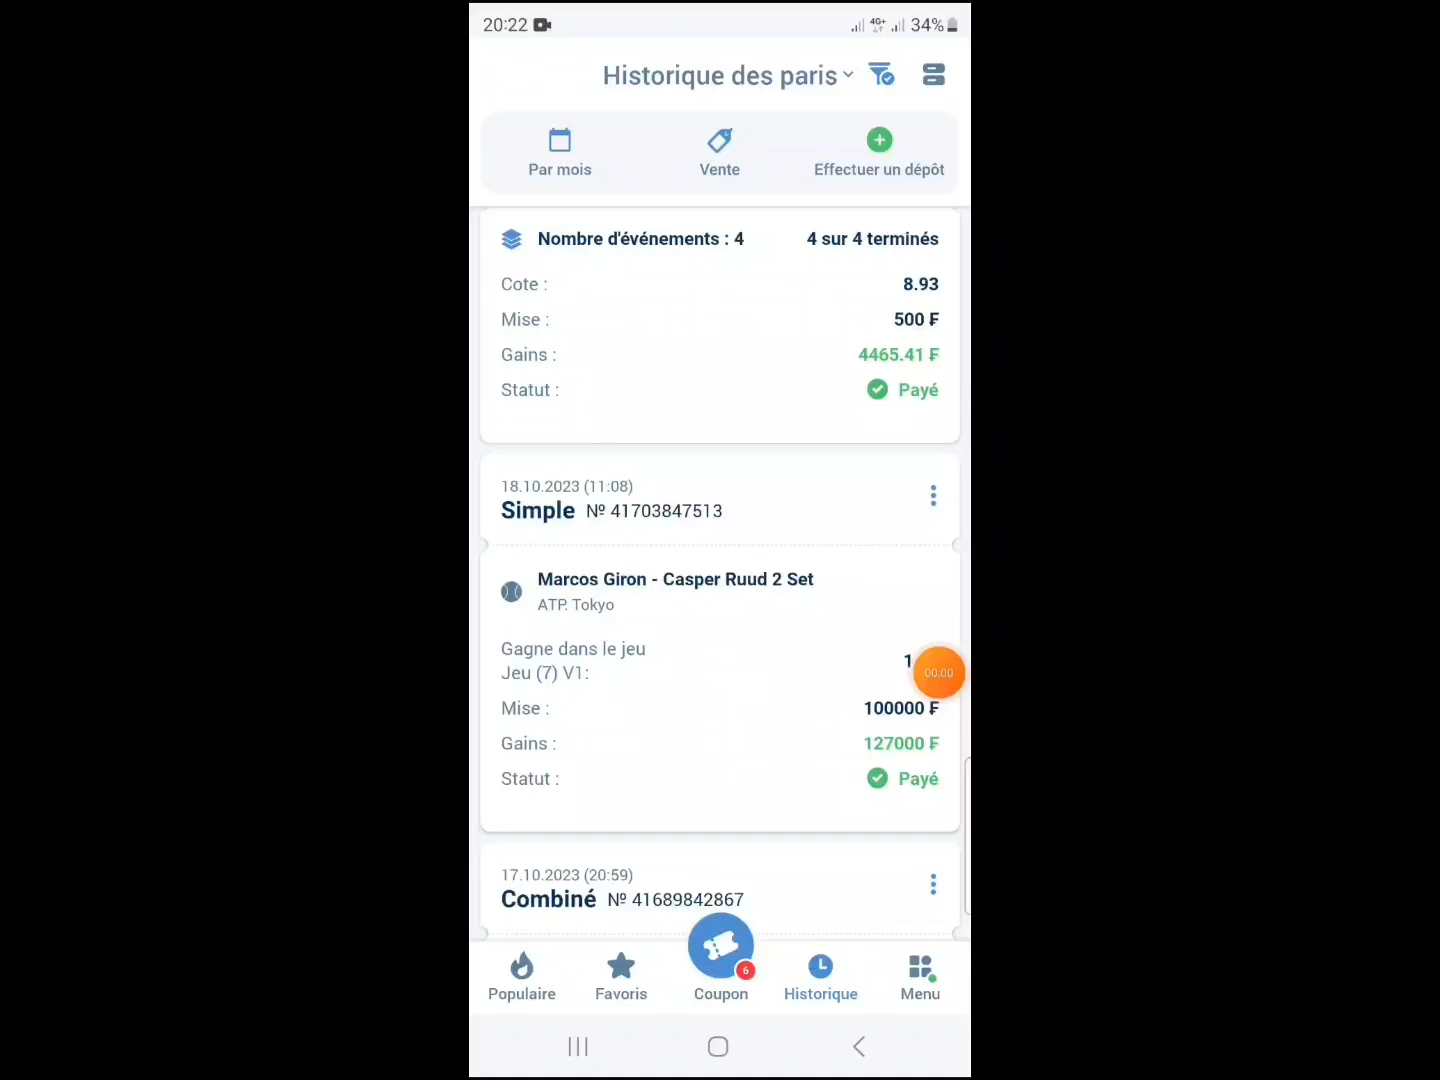 20:22 4G+ 34%
Historique des paris
Par mois Vente Effectuer un dépôt
Nombre d'événements : 4 4 sur 4 terminés
Cote : 8.93
Mise : 500 ₣
Gains : 4465.41 ₣
Statut : Payé
18.10.2023 (11:08)
Simple № 41703847513
Marcos Giron - Casper Ruud 2 Set
ATP. Tokyo
Gagne dans le jeu
Jeu (7) V1: 1
00:00
Mise : 100000 ₣
Gains : 127000 ₣
Statut : Payé
17.10.2023 (20:59)
Combiné № 41689842867
6
Populaire Favoris Coupon Historique Menu